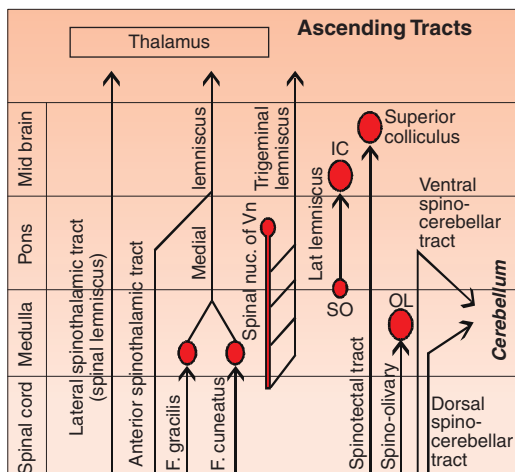 Ascending Tracts
Thalamus
Mid brain
Pons
Medulla
Spinal cord
Lateral spinothalamic tract
(spinal lemniscus)
Anterior spinothalamic tract
Medial
lemniscus
F. gracilis
F. cuneatus
Spinal nuc. of Vn
Trigeminal
lemniscus
Lat lemniscus
IC
SO
Superior
colliculus
Spinotectal tract
OL
Spino-olivary
Ventral
spino-
cerebellar
tract
Cerebellum
Dorsal
spino-
cerebellar
tract